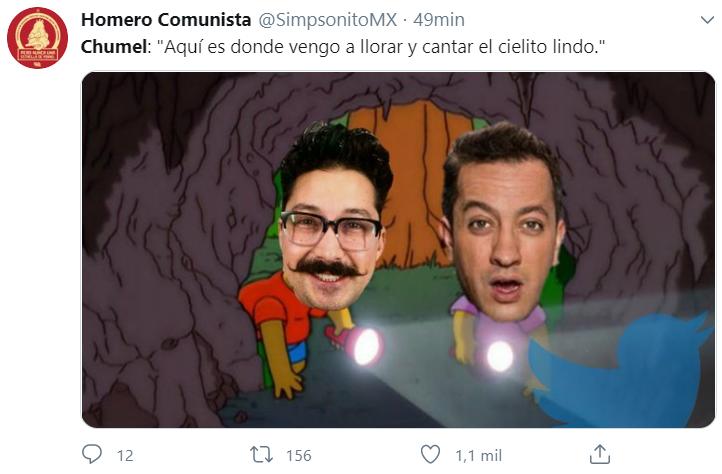 Homero Comunista @SimpsonitoMX · 49min
Chumel: "Aquí es donde vengo a llorar y cantar el cielito lindo."
12 156 1,1 mil